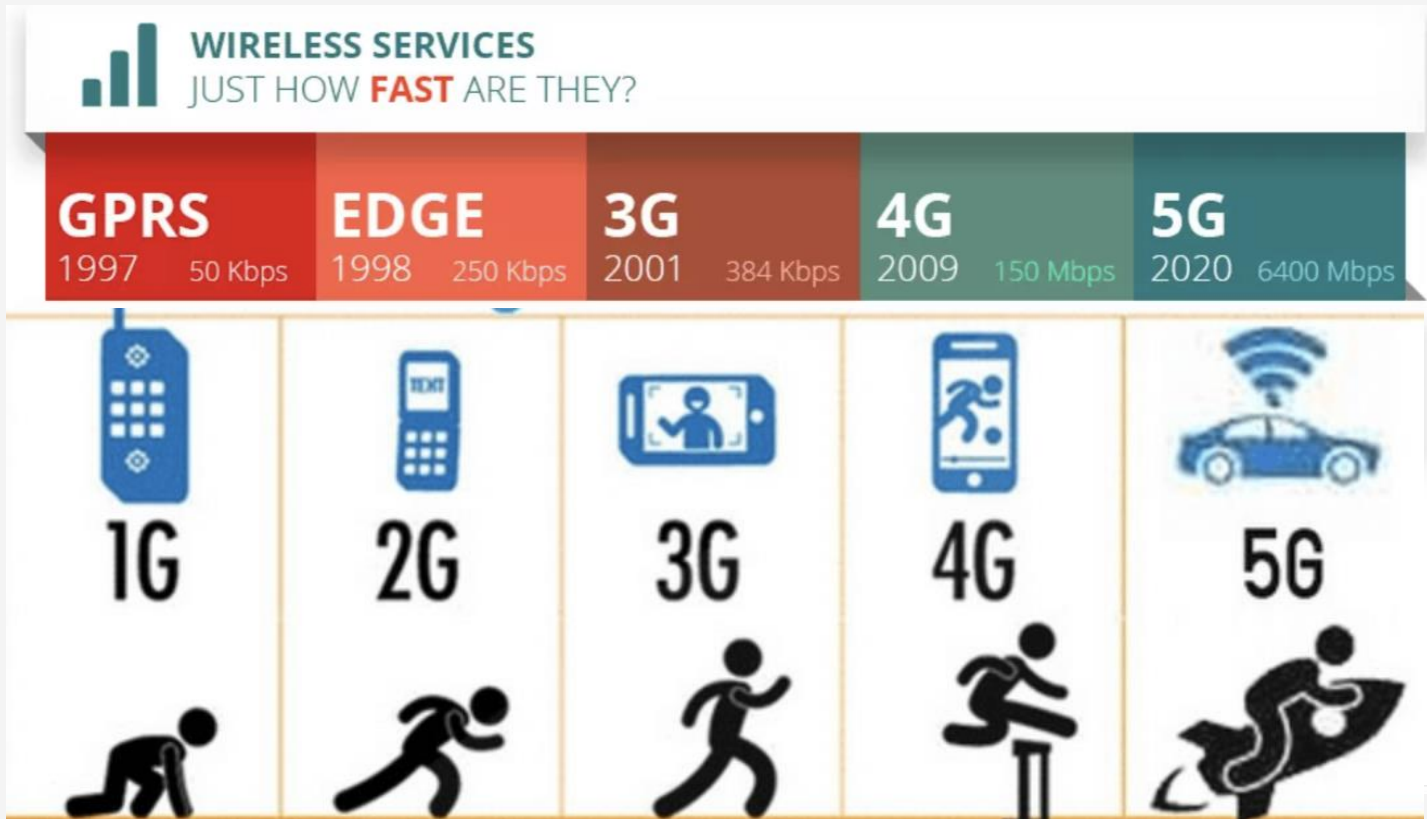 WIRELESS SERVICES
JUST HOW FAST ARE THEY?
GPRS
1997 50 Kbps
EDGE
1998 250 Kbps
3G
2001 384 Kbps
4G
2009 150 Mbps
5G
2020 6400 Mbps
TEXT
1G
2G
3G
4G
5G